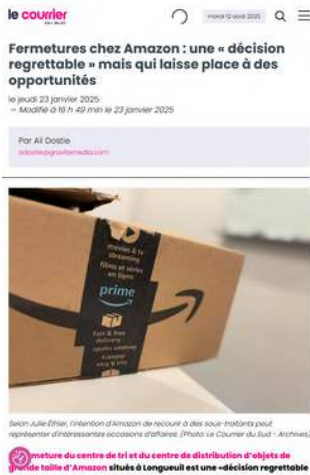 le courrier
DU SUD
mardi 12 août 2025
Fermetures chez Amazon : une « décision
regrettable » mais qui laisse place à des
opportunités
le jeudi 23 janvier 2025
— Modifié à 16 h 49 min le 23 janvier 2025
Par Ali Dostie
adostie@gravitemedia.com
movies & tv
streaming
films et séries
en ligne
prime
fast & free
delivery
Selon Julie Éthier, l'intention d'Amazon de recourir à des sous-traitants peut
représenter d'intéressantes occasions d'affaires. (Photo: Le Courrier du Sud - Archives)
meture du centre de tri et du centre de distribution d'objets de
grande taille d'Amazon situés à Longueuil est une «décision regrettable